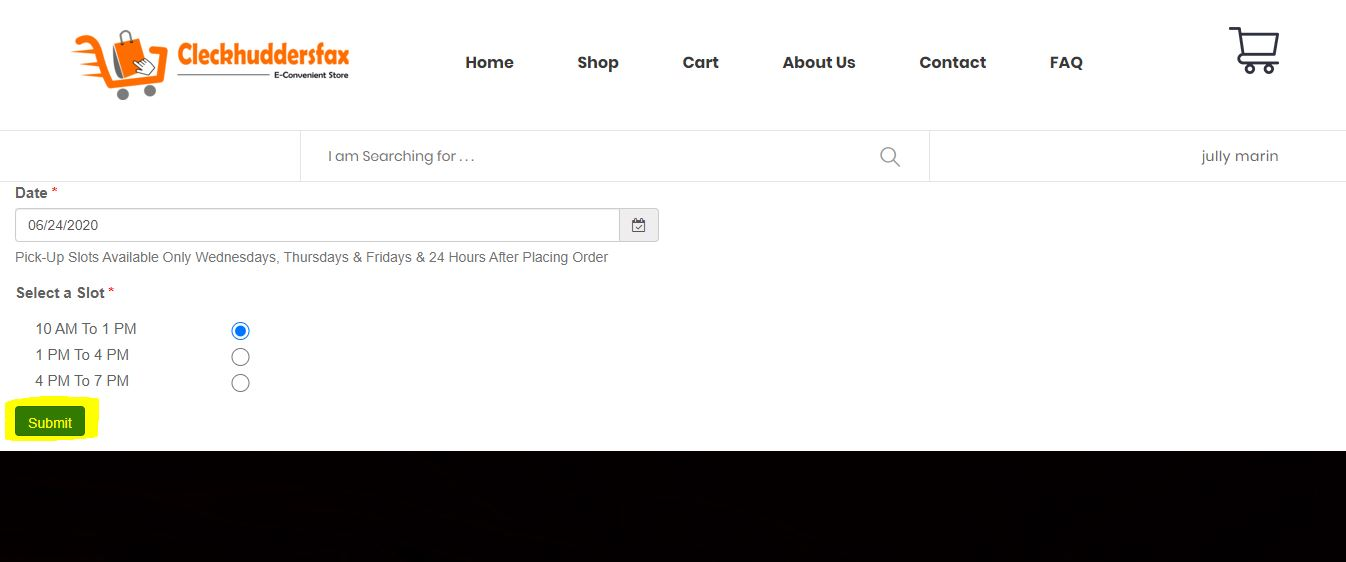 Cleckhuddersfax
E-Convenient Store
Home Shop Cart About Us Contact FAQ
I am Searching for . . .
jully marin
Date *
06/24/2020
Pick-Up Slots Available Only Wednesdays, Thursdays & Fridays & 24 Hours After Placing Order
Select a Slot *
10 AM To 1 PM
1 PM To 4 PM
4 PM To 7 PM
Submit